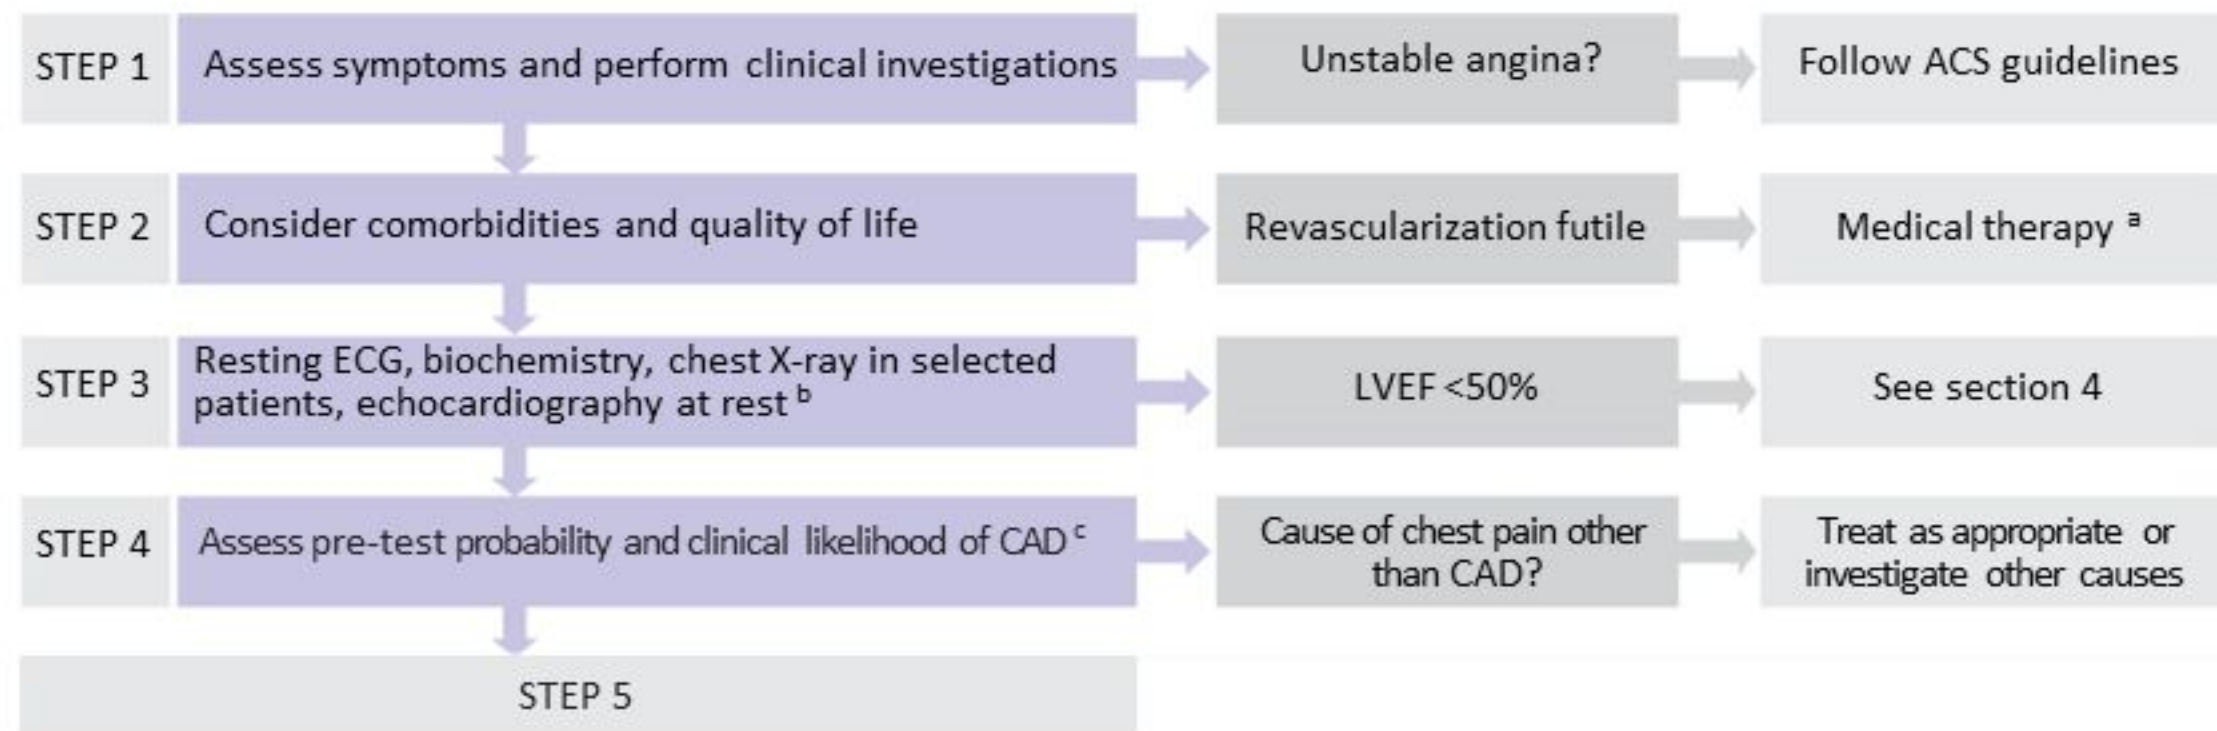 STEP 1
Assess symptoms and perform clinical investigations
Unstable angina?
Follow ACS guidelines
STEP 2
Consider comorbidities and quality of life
Revascularization futile
Medical therapy ᵃ
STEP 3
Resting ECG, biochemistry, chest X-ray in selected
patients, echocardiography at rest ᵇ
LVEF <50%
See section 4
STEP 4
Assess pre-test probability and clinical likelihood of CAD ᶜ
Cause of chest pain other
than CAD?
Treat as appropriate or
investigate other causes
STEP 5